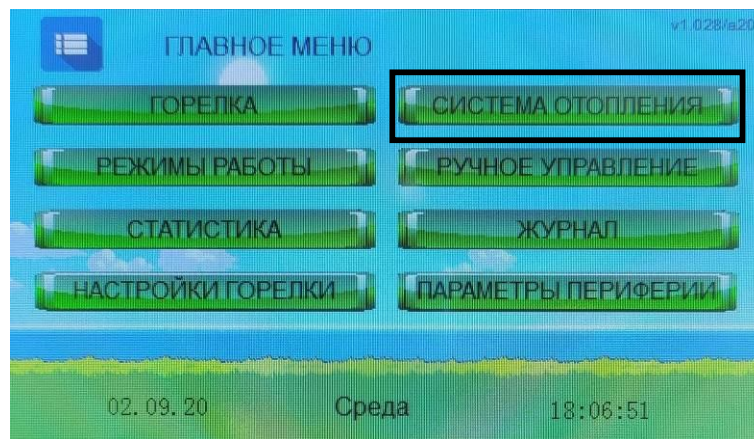 v1.028/a20
ГЛАВНОЕ МЕНЮ
ГОРЕЛКА
СИСТЕМА ОТОПЛЕНИЯ
РЕЖИМЫ РАБОТЫ
РУЧНОЕ УПРАВЛЕНИЕ
СТАТИСТИКА
ЖУРНАЛ
НАСТРОЙКИ ГОРЕЛКИ
ПАРАМЕТРЫ ПЕРИФЕРИИ
02.09.20
Среда
18:06:51